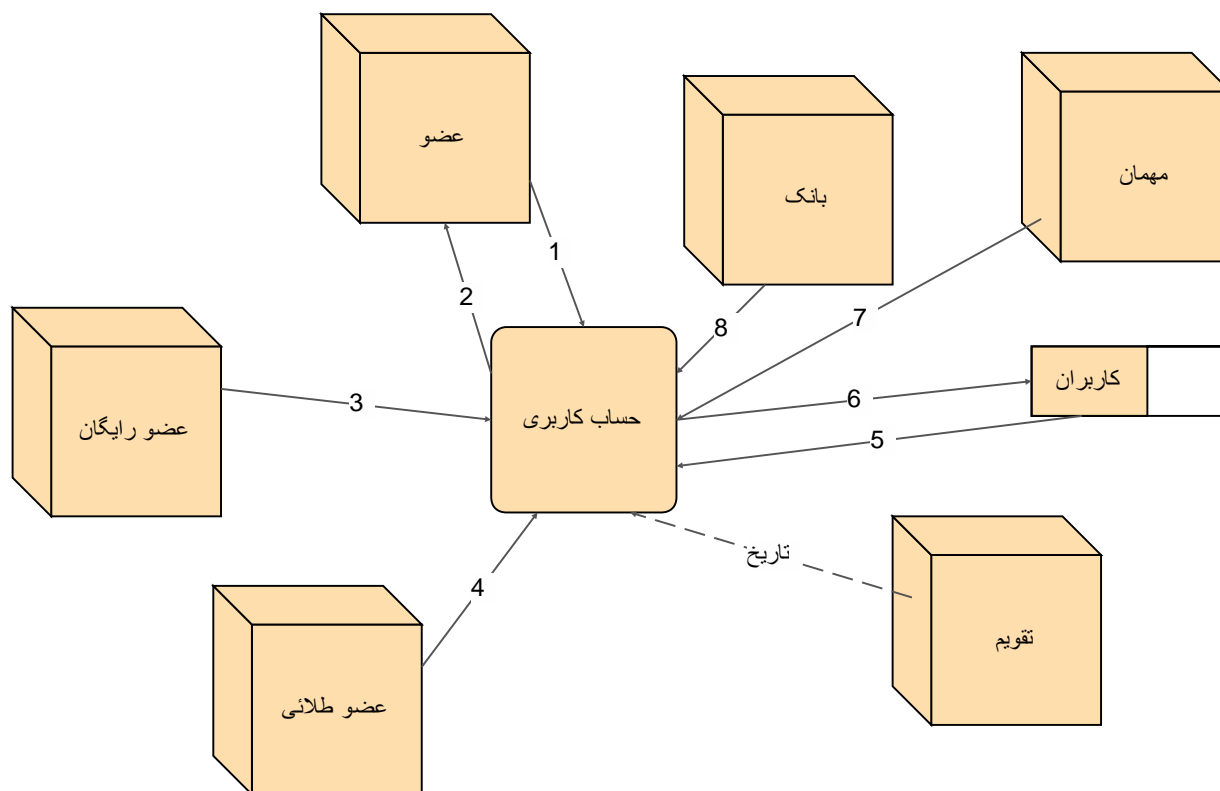 عضو
بانک
مهمان
1
2
8
7
عضو رایگان
3
حساب کاربری
6
کاربران
5
4
تاریخ
تقویم
عضو طلائی